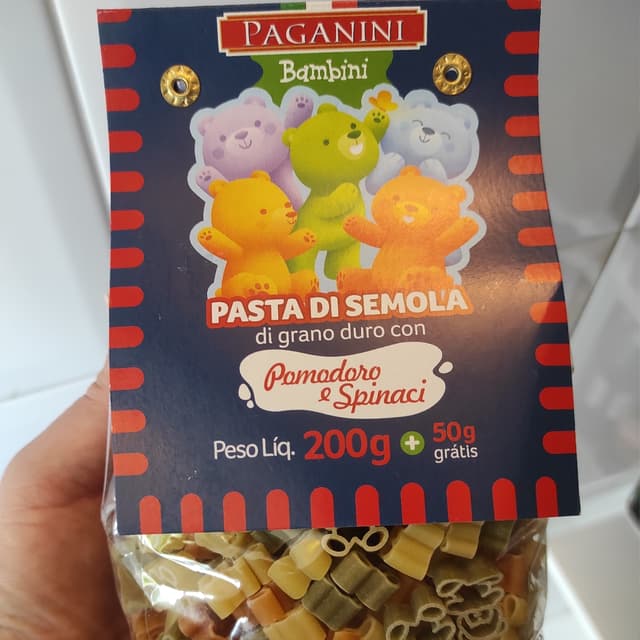 PAGANINI
Bambini
PASTA DI SEMOLA
di grano duro con
Pomodoro
e Spinaci
Peso Líq. 200g + 50g
grátis